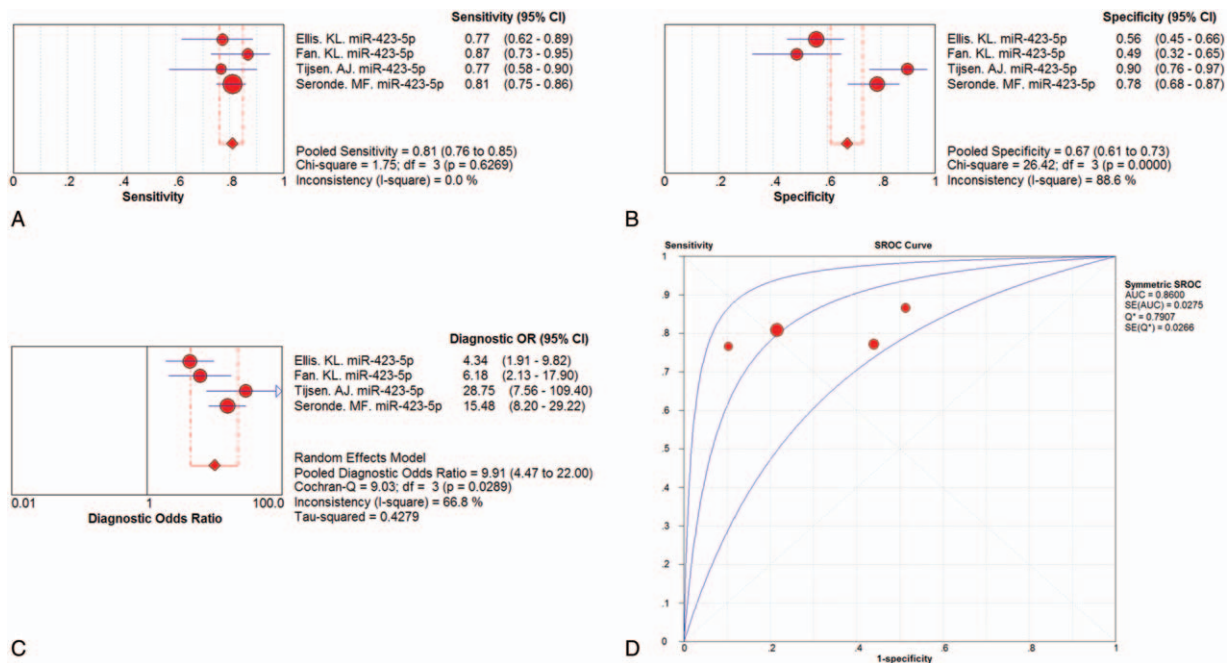 Sensitivity (95% CI)
Ellis. KL. miR-423-5p 0.77 (0.62 - 0.89)
Fan. KL. miR-423-5p 0.87 (0.73 - 0.95)
Tijsen. AJ. miR-423-5p 0.77 (0.58 - 0.90)
Seronde. MF. miR-423-5p 0.81 (0.75 - 0.86)
Pooled Sensitivity = 0.81 (0.76 to 0.85)
Chi-square = 1.75; df = 3 (p = 0.6269)
Inconsistency (I-square) = 0.0 %
0 .2 .4 .6 .8 1
Sensitivity
A
Specificity (95% CI)
Ellis. KL. miR-423-5p 0.56 (0.45 - 0.66)
Fan. KL. miR-423-5p 0.49 (0.32 - 0.65)
Tijsen. AJ. miR-423-5p 0.90 (0.76 - 0.97)
Seronde. MF. miR-423-5p 0.78 (0.68 - 0.87)
Pooled Specificity = 0.67 (0.61 to 0.73)
Chi-square = 26.42; df = 3 (p = 0.0000)
Inconsistency (I-square) = 88.6 %
0 .2 .4 .6 .8 1
Specificity
B
Diagnostic OR (95% CI)
Ellis. KL. miR-423-5p 4.34 (1.91 - 9.82)
Fan. KL. miR-423-5p 6.18 (2.13 - 17.90)
Tijsen. AJ. miR-423-5p 28.75 (7.56 - 109.40)
Seronde. MF. miR-423-5p 15.48 (8.20 - 29.22)
Random Effects Model
Pooled Diagnostic Odds Ratio = 9.91 (4.47 to 22.00)
Cochran-Q = 9.03; df = 3 (p = 0.0289)
Inconsistency (I-square) = 66.8 %
Tau-squared = 0.4279
0.01 1 100.0
Diagnostic Odds Ratio
C
Sensitivity SROC Curve
1
.9
.8
.7
.6
.5
.4
.3
.2
.1
0
0 .2 .4 .6 .8 1
1-specificity
Symmetric SROC
AUC = 0.8600
SE(AUC) = 0.0275
Q* = 0.7907
SE(Q*) = 0.0266
D